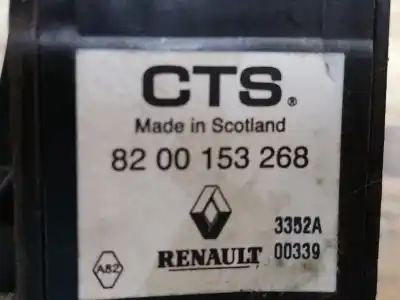 CTS®
Made in Scotland
82 00 153 268
3352A
A82 RENAULT 00339